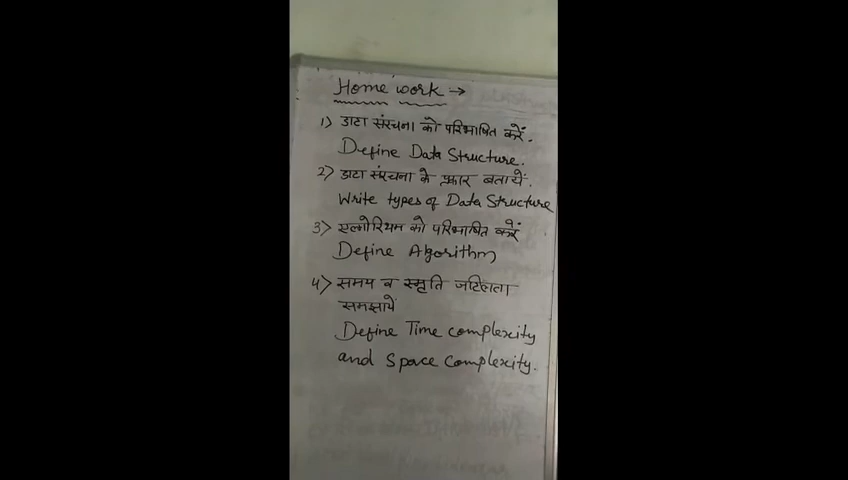 Home work →
1) डाटा संरचना को परिभाषित करें.
Define Data Structure.
2) डाटा संरचना के प्रकार बतायें.
Write types of Data Structure
3) एल्गोरिथम को परिभाषित करें
Define Algorithm
4) समय व स्मृति जटिलता
समझायें
Define Time complexity
and Space Complexity.